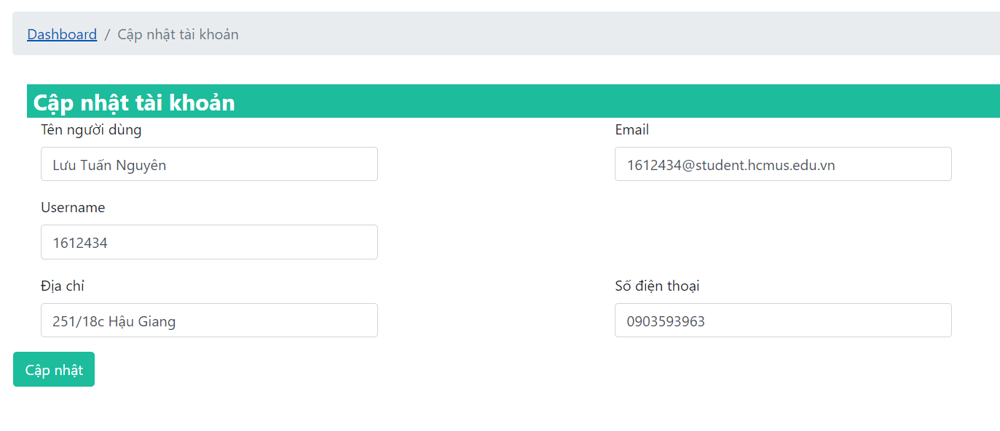 Dashboard / Cập nhật tài khoản
Cập nhật tài khoản
Tên người dùng
Email
Lưu Tuấn Nguyên
1612434@student.hcmus.edu.vn
Username
1612434
Địa chỉ
Số điện thoại
251/18c Hậu Giang
0903593963
Cập nhật